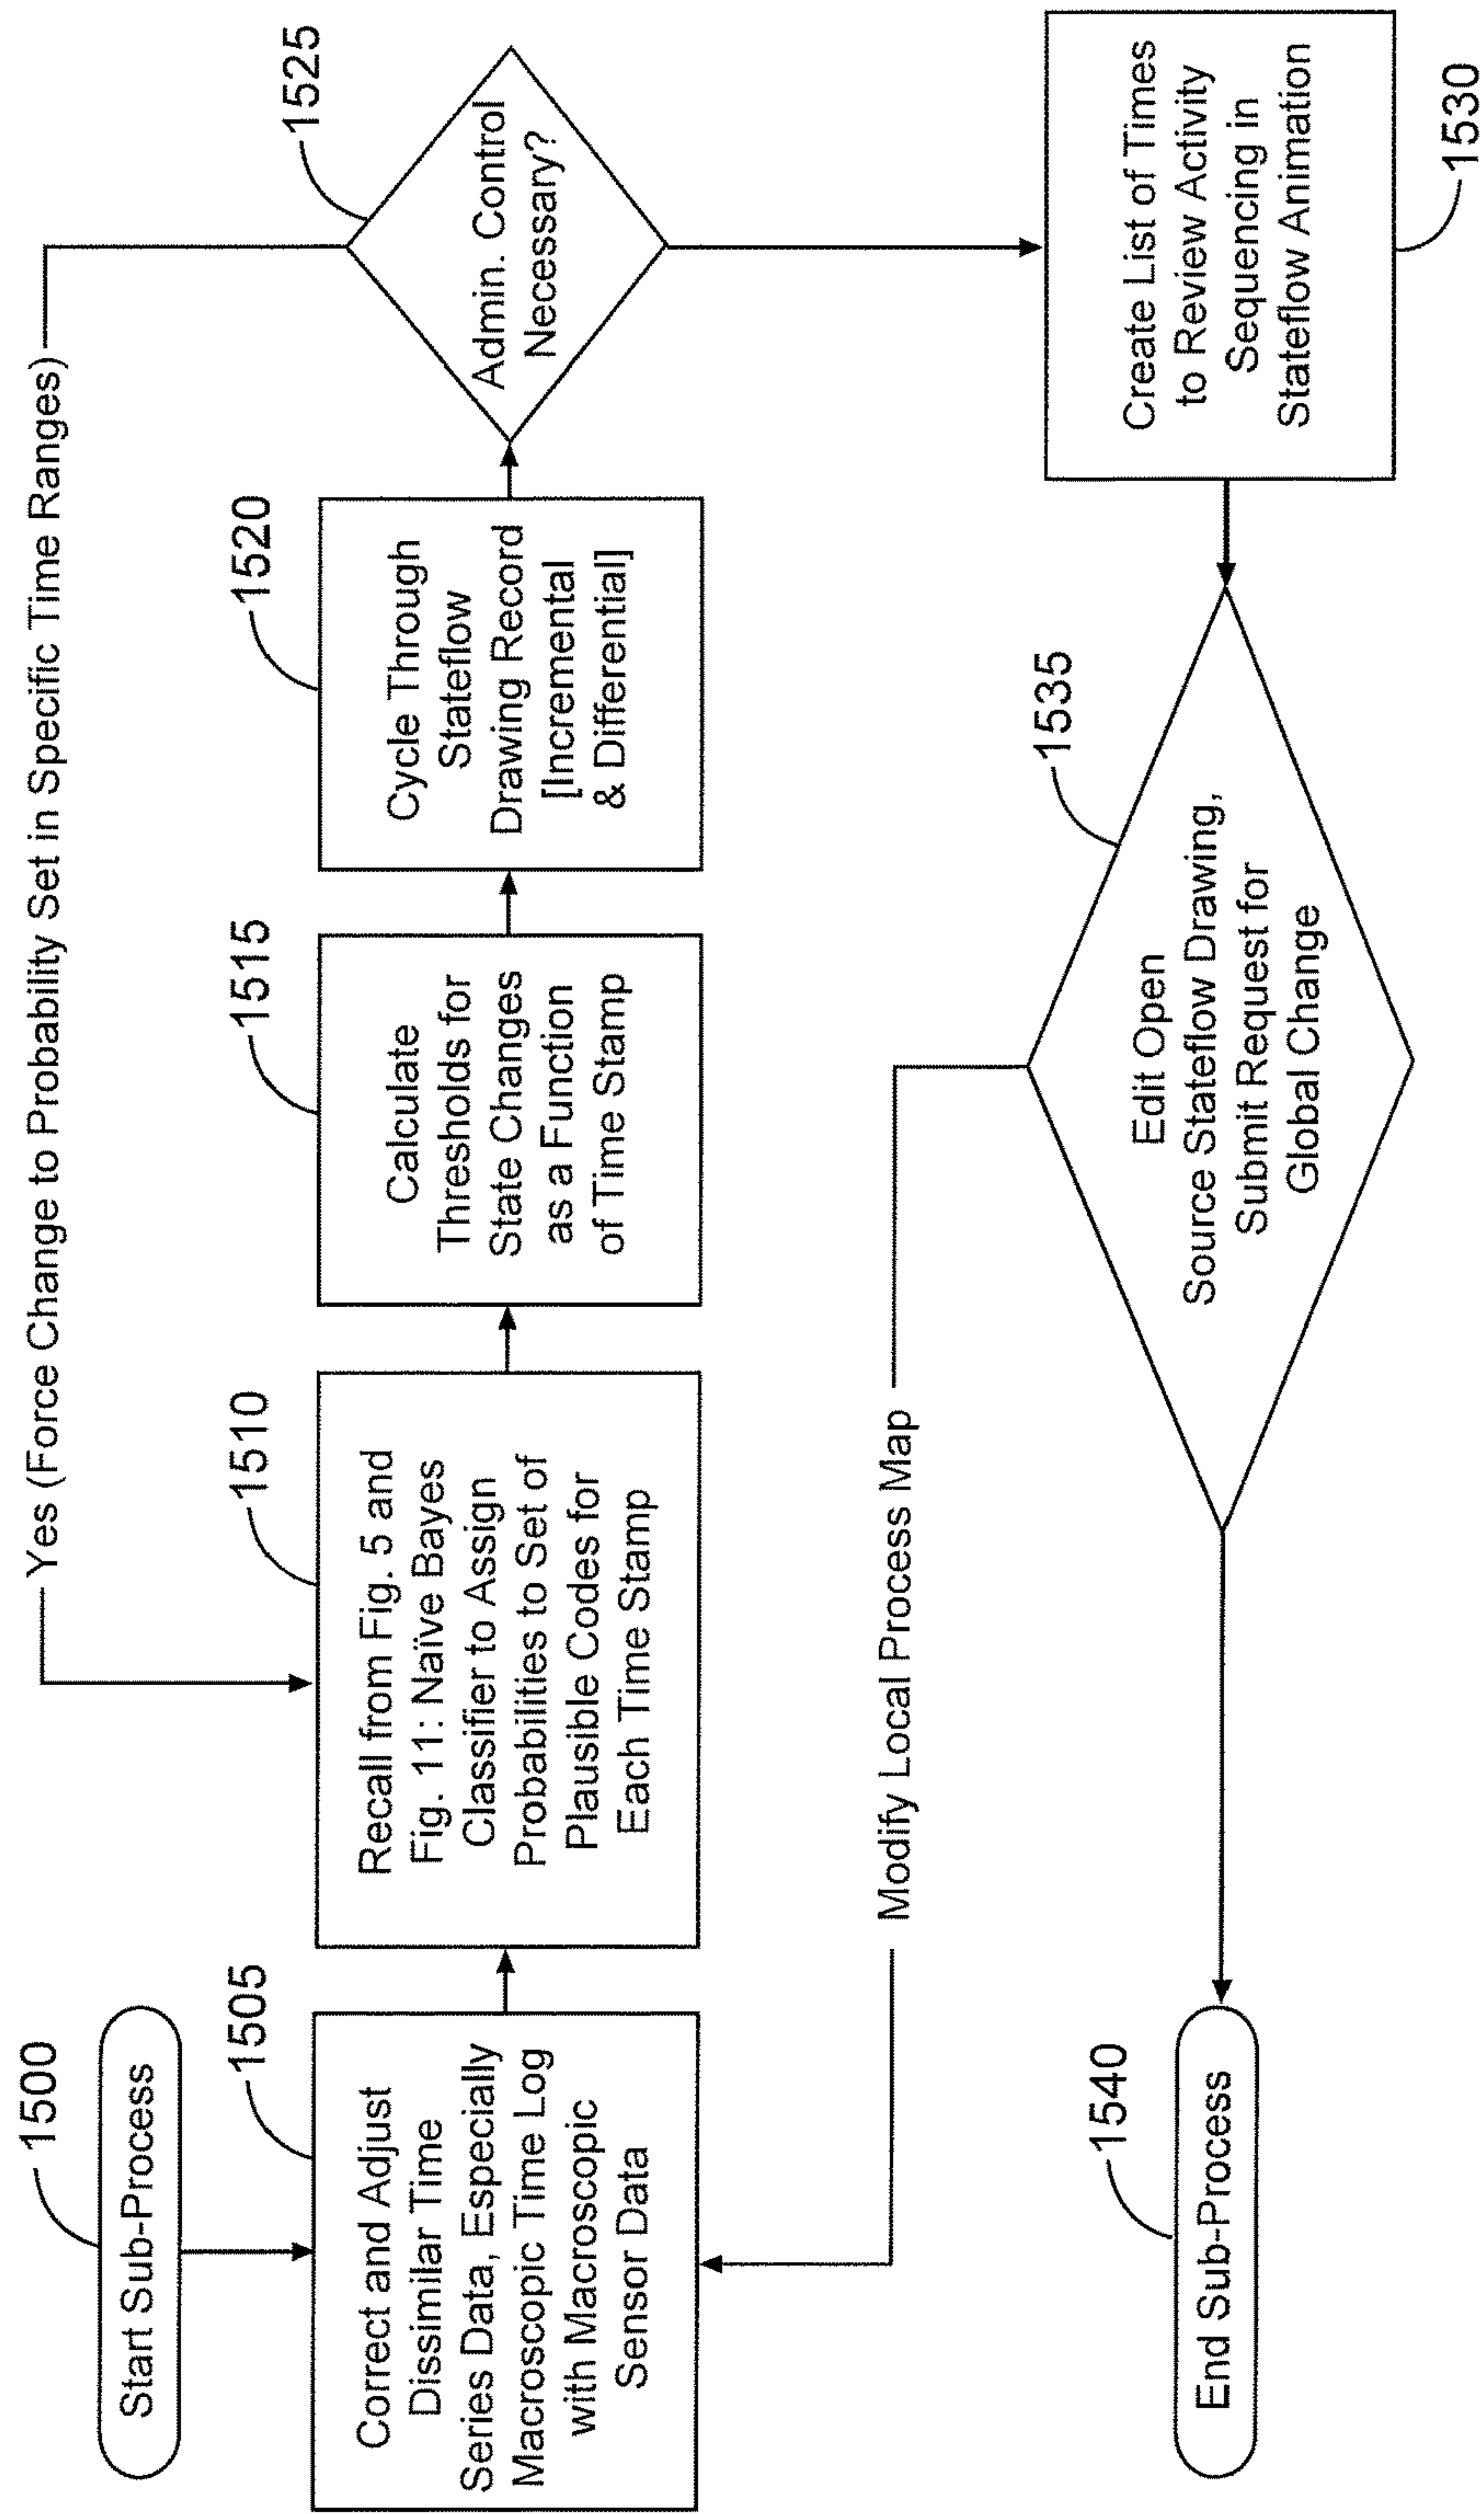 Yes (Force Change to Probability Set in Specific Time Ranges)
1500
Start Sub-Process
1505
Correct and Adjust
Dissimilar Time
Series Data, Especially
Macroscopic Time Log
with Macroscopic
Sensor Data
1510
Recall from Fig. 5 and
Fig. 11: Naïve Bayes
Classifier to Assign
Probabilities to Set of
Plausible Codes for
Each Time Stamp
1515
Calculate
Thresholds for
State Changes
as a Function
of Time Stamp
1520
Cycle Through
Stateflow
Drawing Record
[Incremental
& Differential]
1525
Admin. Control
Necessary?
Create List of Times
to Review Activity
Sequencing in
Stateflow Animation
1530
1535
Edit Open
Source Stateflow Drawing,
Submit Request for
Global Change
Modify Local Process Map
1540
End Sub-Process